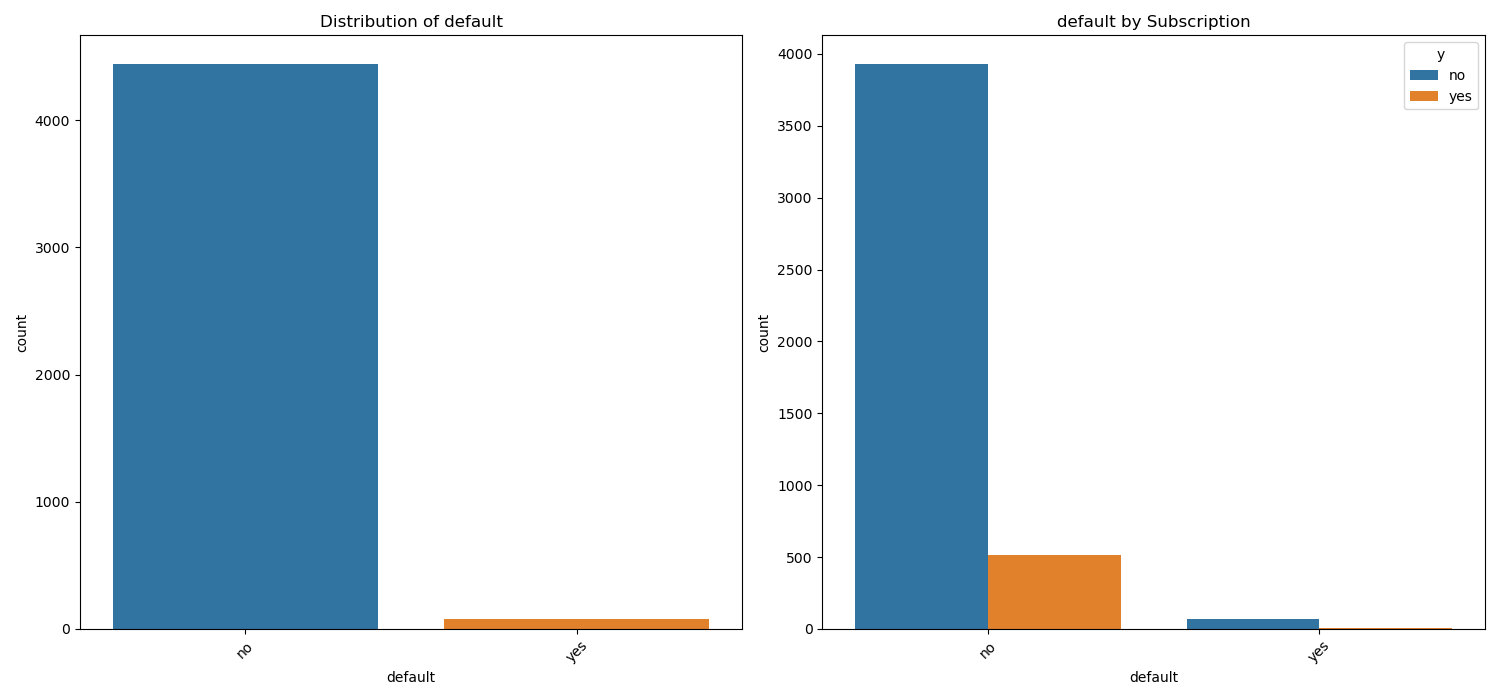 Distribution of default
4000
3000
2000
1000
0
count
no
yes
default
default by Subscription
4000
3500
3000
2500
2000
1500
1000
500
0
count
y
no
yes
no
yes
default